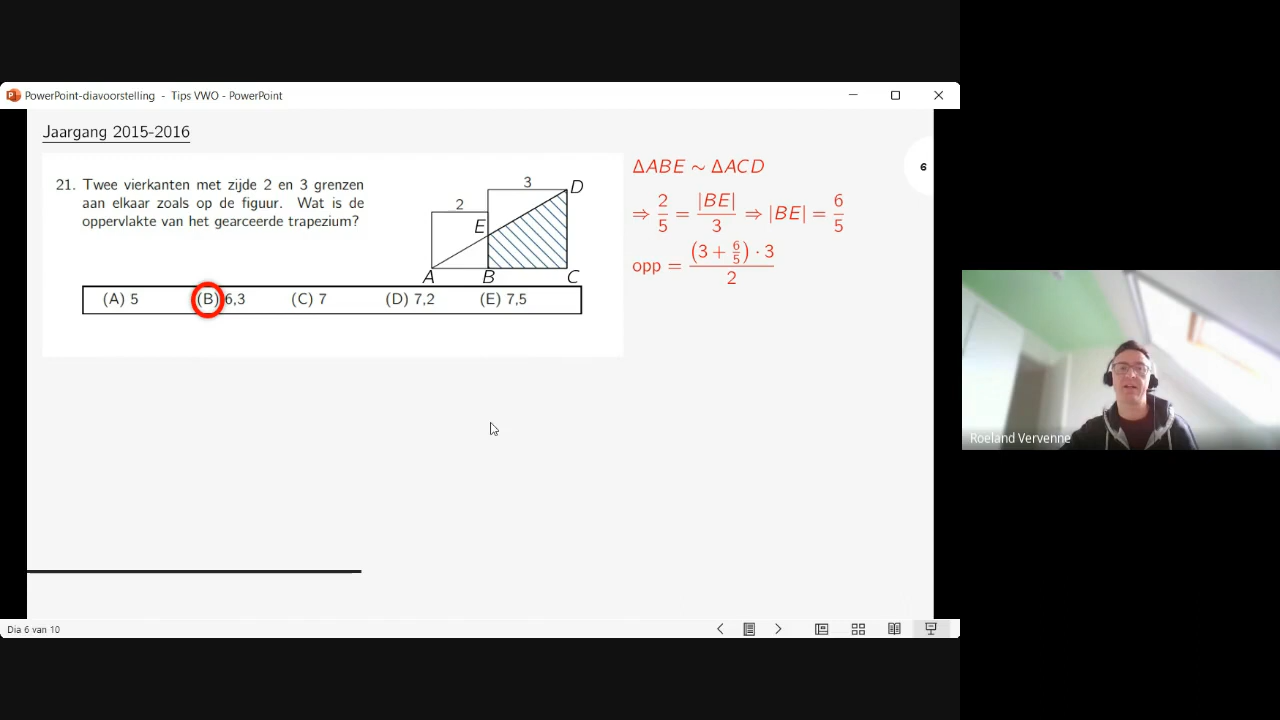 PowerPoint-diavoorstelling - Tips VWO - PowerPoint
Jaargang 2015-2016
6
21. Twee vierkanten met zijde 2 en 3 grenzen
aan elkaar zoals op de figuur. Wat is de
oppervlakte van het gearceerde trapezium?
3
D
2
E
A B C
(A) 5 (B) 6,3 (C) 7 (D) 7,2 (E) 7,5
ΔABE ∼ ΔACD
⇒ 2/5 = |BE|/3 ⇒ |BE| = 6/5
opp = (3 + 6/5) · 3 / 2
Roeland Vervenne
Dia 6 van 10